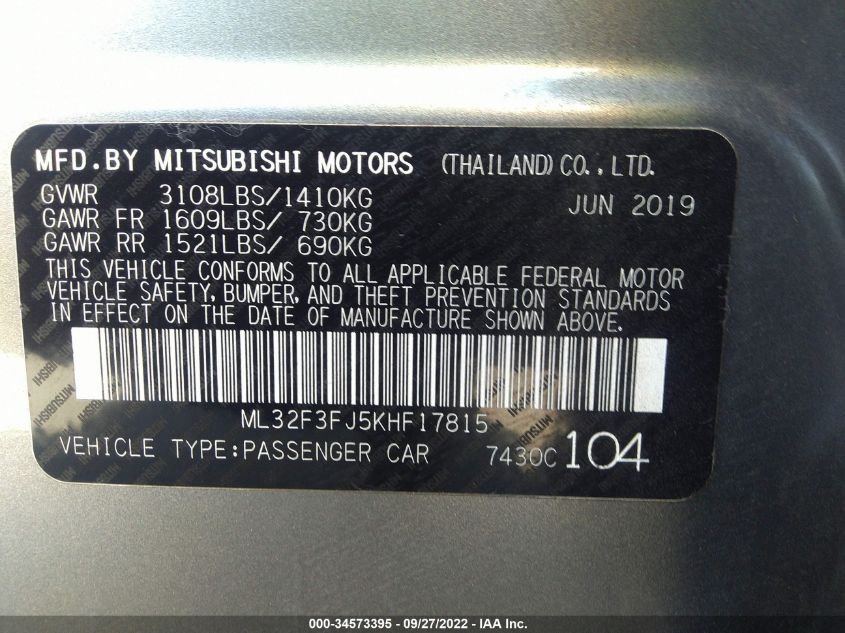 MFD.BY MITSUBISHI MOTORS (THAILAND) CO., LTD.
GVWR 3108LBS/1410KG JUN 2019
GAWR FR 1609LBS/ 730KG
GAWR RR 1521LBS/ 690KG
THIS VEHICLE CONFORMS TO ALL APPLICABLE FEDERAL MOTOR
VEHICLE SAFETY, BUMPER, AND THEFT PREVENTION STANDARDS
IN EFFECT ON THE DATE OF MANUFACTURE SHOWN ABOVE.
ML32F3FJ5KHF17815
VEHICLE TYPE:PASSENGER CAR 7430C 104
000-34573395 - 09/27/2022 - IAA Inc.